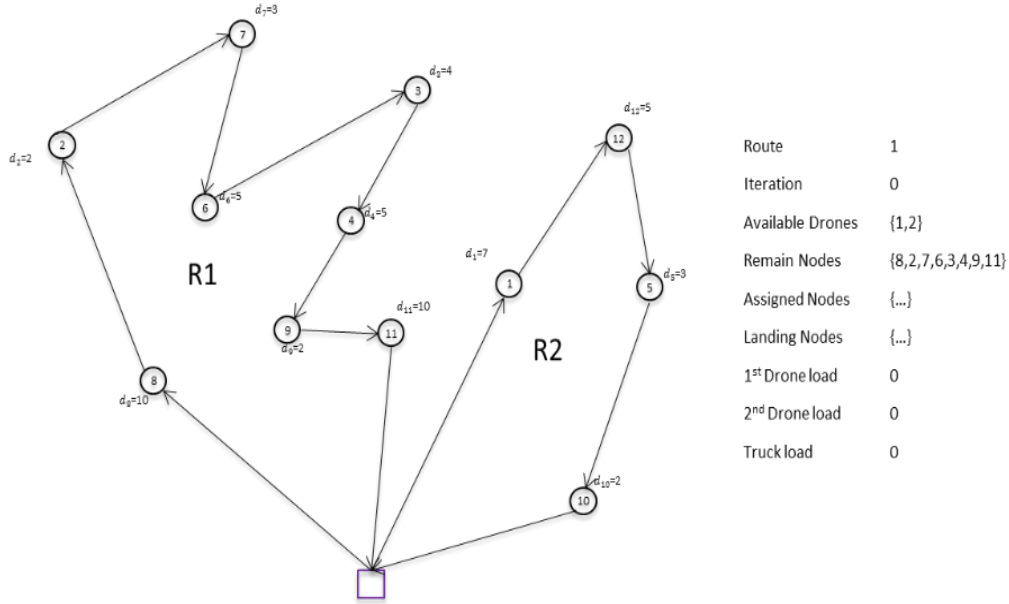 d₇=3
7
d₃=4
3
d₁₂=5
12
2
d₂=2
6
d₆=5
4
d₄=5
R1
d₁=7
1
d₅=3
5
d₁₁=10
9
11
d₉=2
R2
8
d₈=10
d₁₀=2
10
Route 1
Iteration 0
Available Drones {1,2}
Remain Nodes {8,2,7,6,3,4,9,11}
Assigned Nodes {...}
Landing Nodes {...}
1st Drone load 0
2nd Drone load 0
Truck load 0